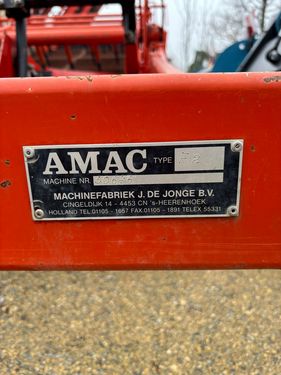 AMAC TYPE
MACHINE NR.
MACHINEFABRIEK J. DE JONGE B.V.
CINGELDIJK 14 - 4453 CN 's-HEERENHOEK
HOLLAND TEL.01105 - 1657 FAX.01105 - 1891 TELEX 55331